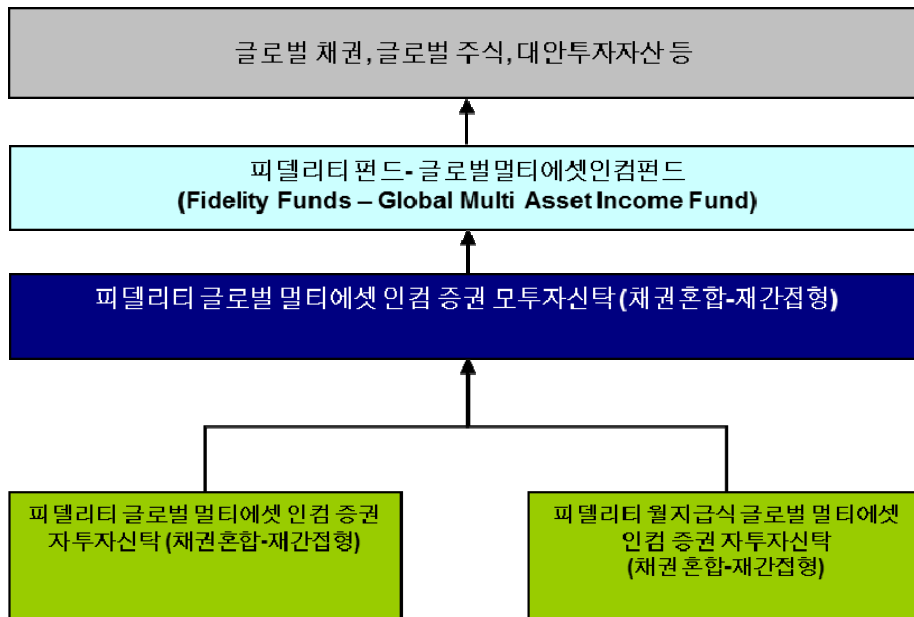 글로벌 채권, 글로벌 주식, 대안투자자산 등
피델리티 펀드- 글로벌멀티에셋인컴펀드
(Fidelity Funds – Global Multi Asset Income Fund)
피델리티 글로벌 멀티에셋 인컴 증권 모투자신탁 (채권혼합-재간접형)
피델리티 글로벌 멀티에셋 인컴 증권
자투자신탁 (채권혼합-재간접형)
피델리티 월지급식 글로벌 멀티에셋
인컴 증권 자투자신탁
(채권혼합-재간접형)